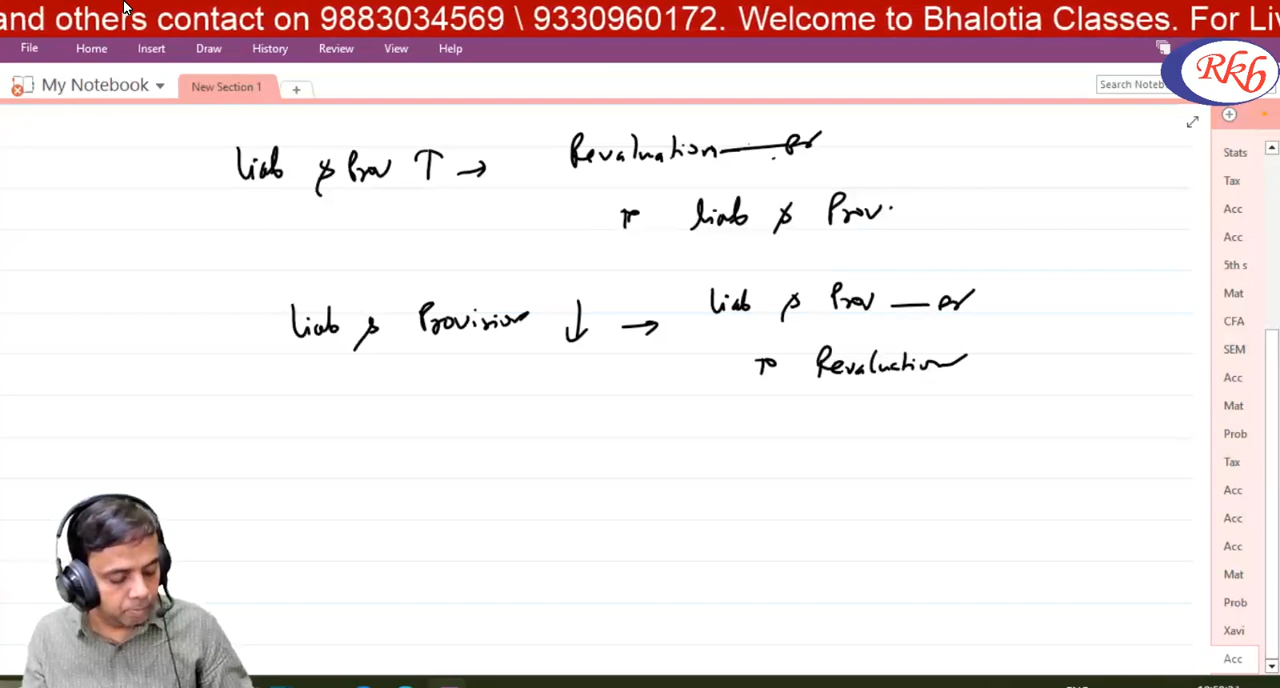 and others contact on 9883034569 \ 9330960172. Welcome to Bhalotia Classes. For Li
File Home Insert Draw History Review View Help
Rkb
My Notebook New Section 1 + Search Noteb
Liab & Prov ↑ → Revaluation — Dr
To Liab & Prov.
Liab & Provision ↓ → Liab & Prov — Dr
To Revaluation
Stats
Tax
Acc
Acc
5th s
Mat
CFA
SEM
Acc
Mat
Prob
Tax
Acc
Acc
Acc
Mat
Prob
Xavi
Acc